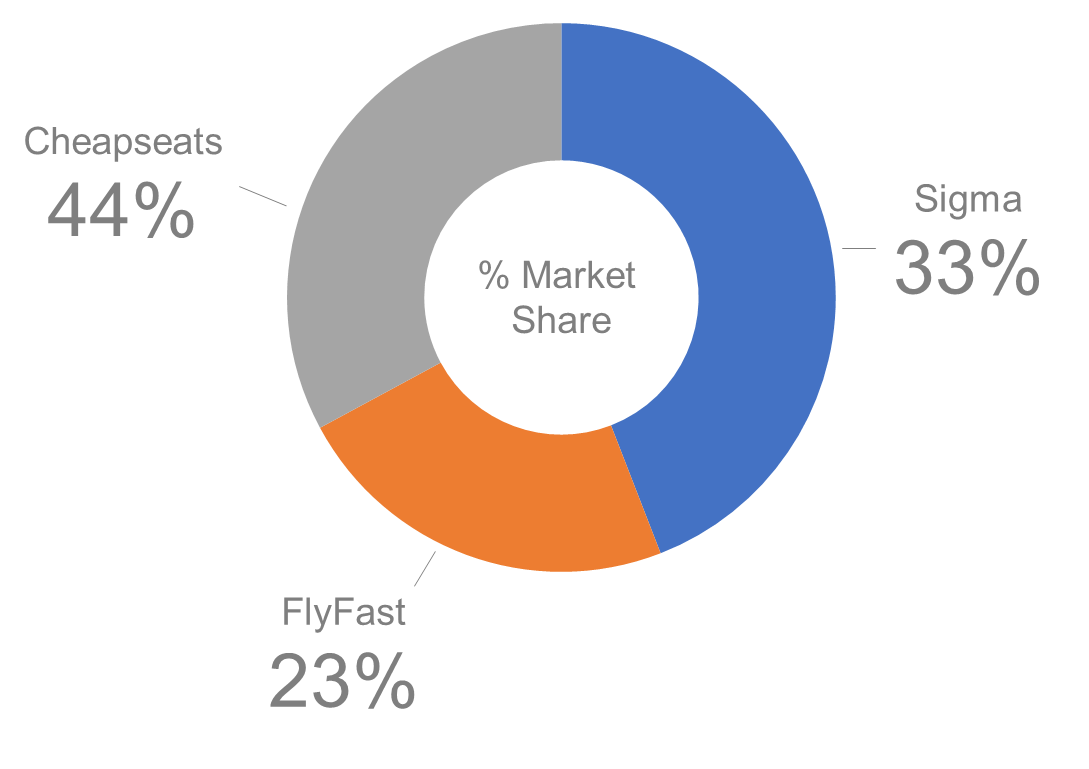 Cheapseats
44%
Sigma
33%
% Market
Share
FlyFast
23%